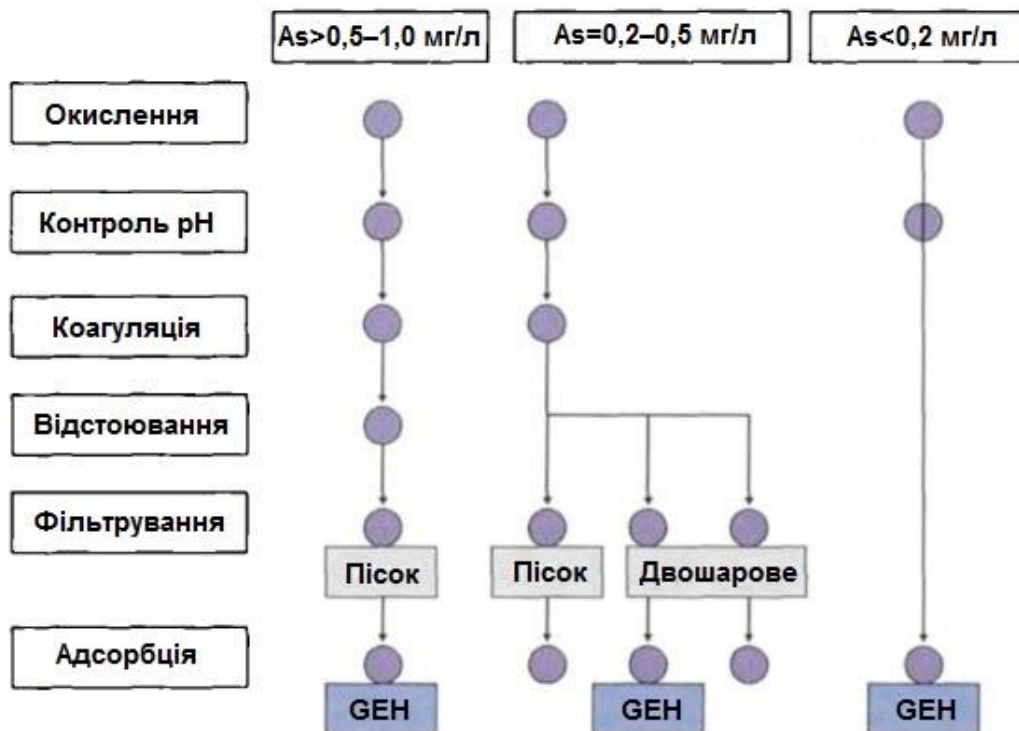 As>0,5–1,0 мг/л
As=0,2–0,5 мг/л
As<0,2 мг/л
Окислення
Контроль pH
Коагуляція
Відстоювання
Фільтрування
Пісок
Пісок
Двошарове
Адсорбція
GEH
GEH
GEH